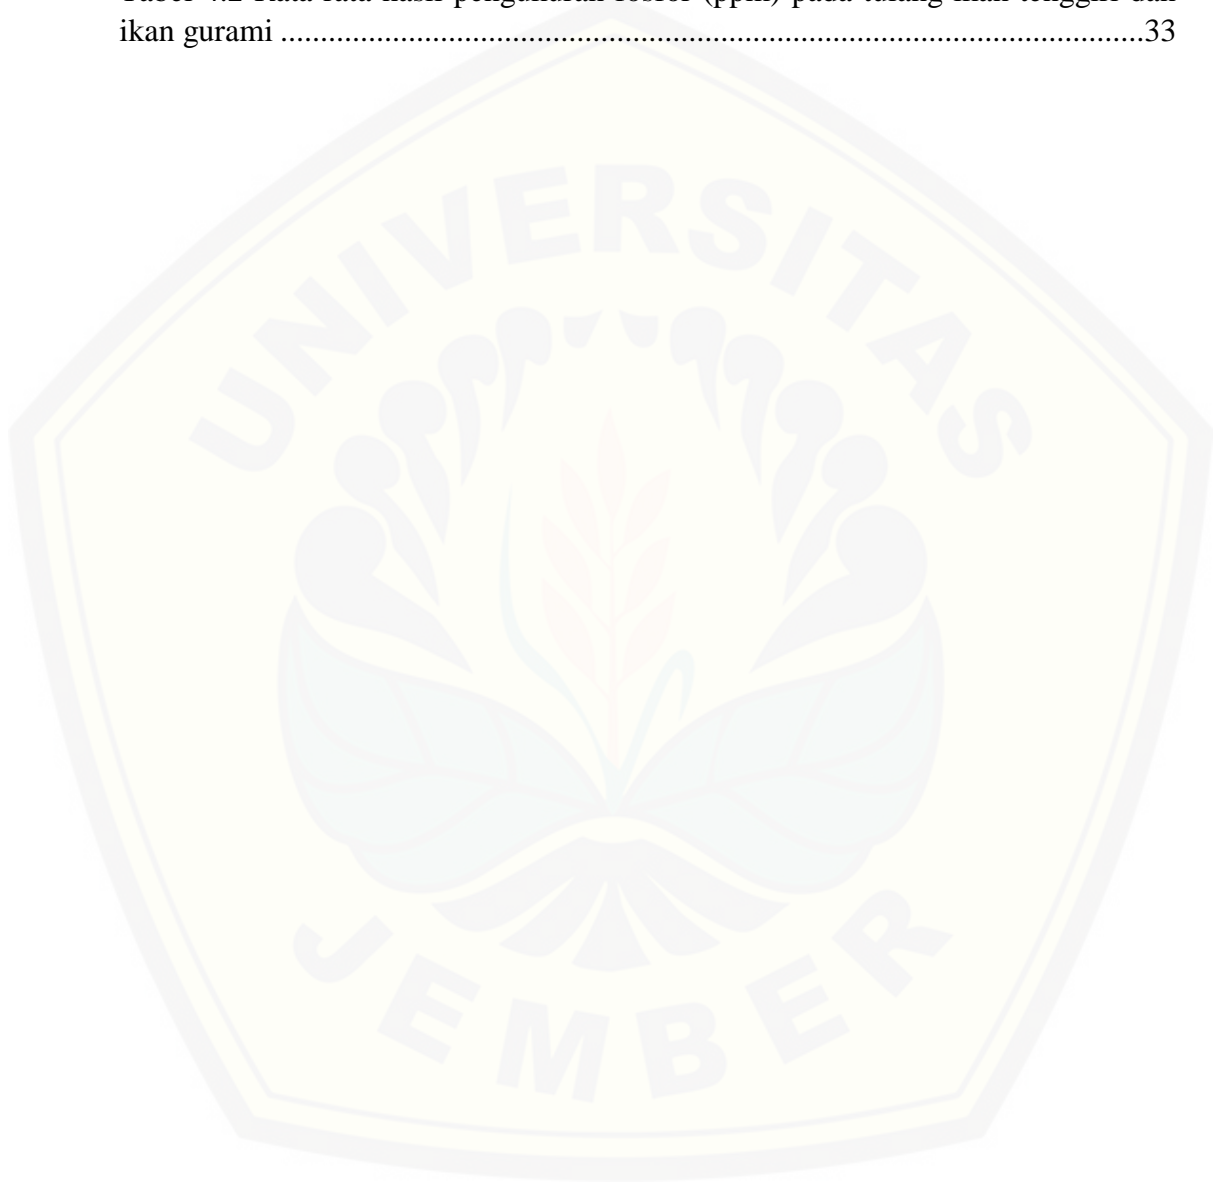 Tabel 4.2 Rata-rata hasil pengukuran fosfor (ppm) pada tulang ikan tenggiri dan
ikan gurami ..............................................................................................................33
UNIVERSITAS
JEMBER